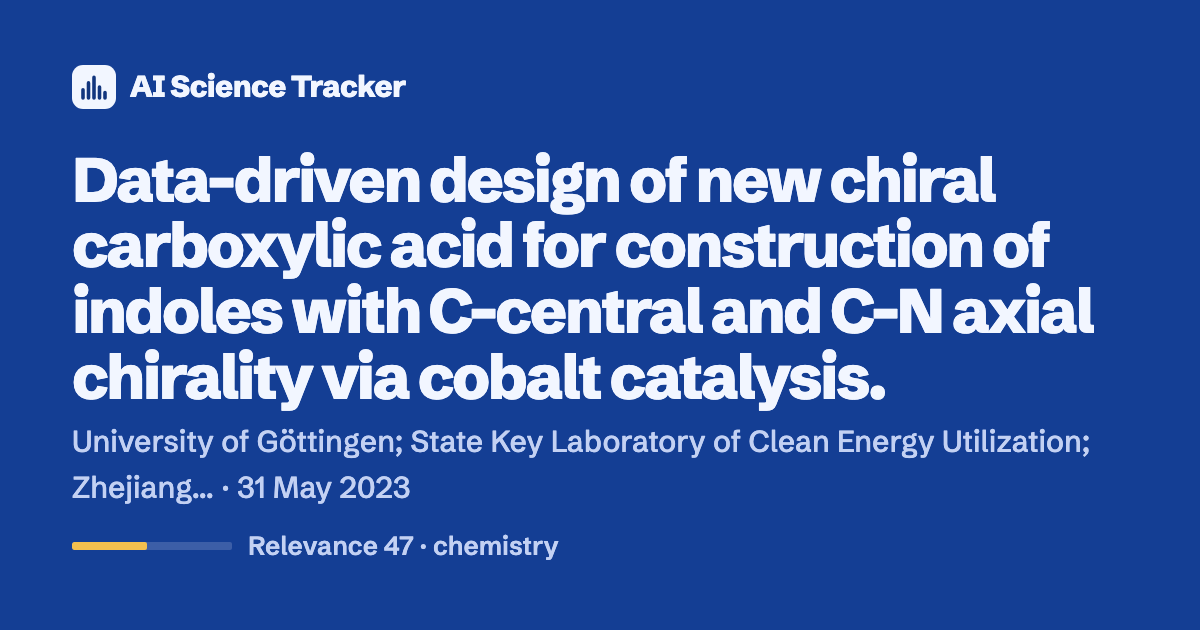 AI Science Tracker
Data-driven design of new chiral
carboxylic acid for construction of
indoles with C-central and C-N axial
chirality via cobalt catalysis.
University of Göttingen; State Key Laboratory of Clean Energy Utilization;
Zhejiang... · 31 May 2023
Relevance 47 · chemistry